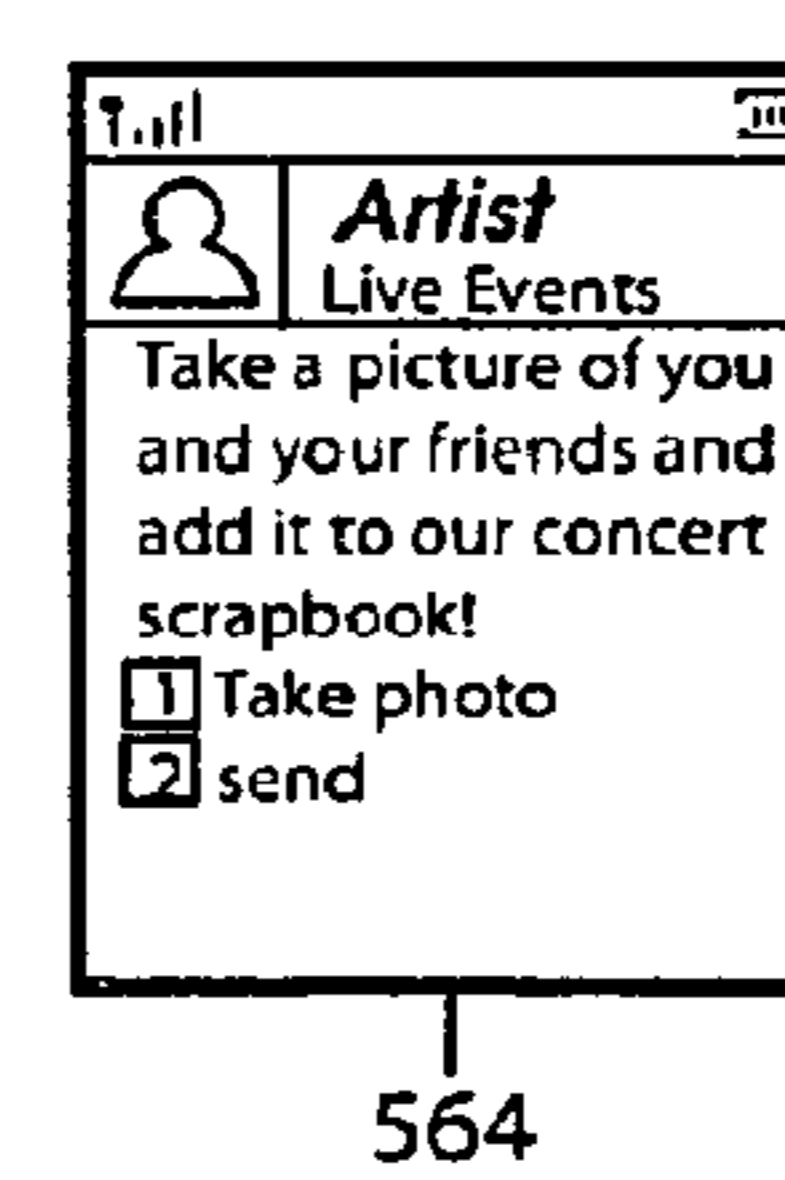 Artist
Live Events
Take a picture of you
and your friends and
add it to our concert
scrapbook!
1 Take photo
2 send
564